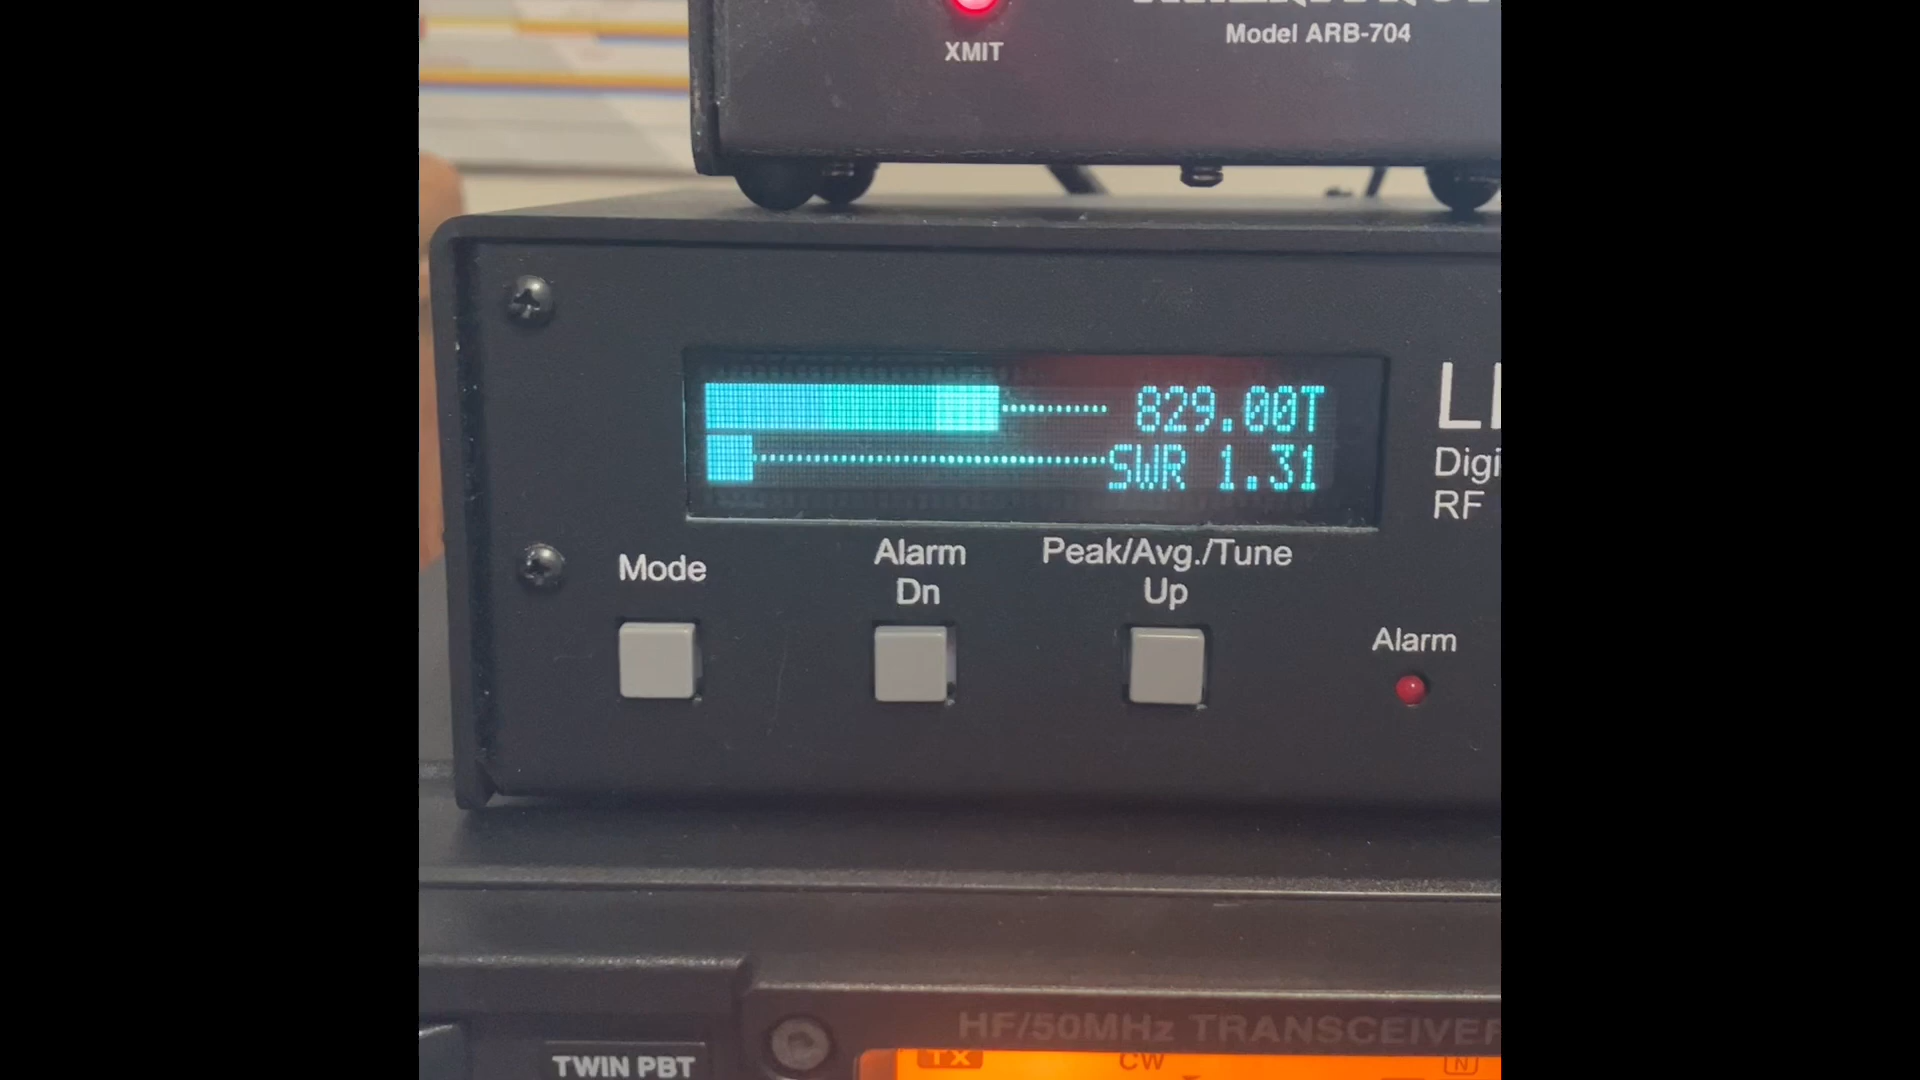 XMIT
Model ARB-704
829.00T
SWR 1.31
Digi
RF
Mode
Alarm
Dn
Peak/Avg./Tune
Up
Alarm
HF/50MHz TRANSCEIVER
TWIN PBT
TX
CW
N